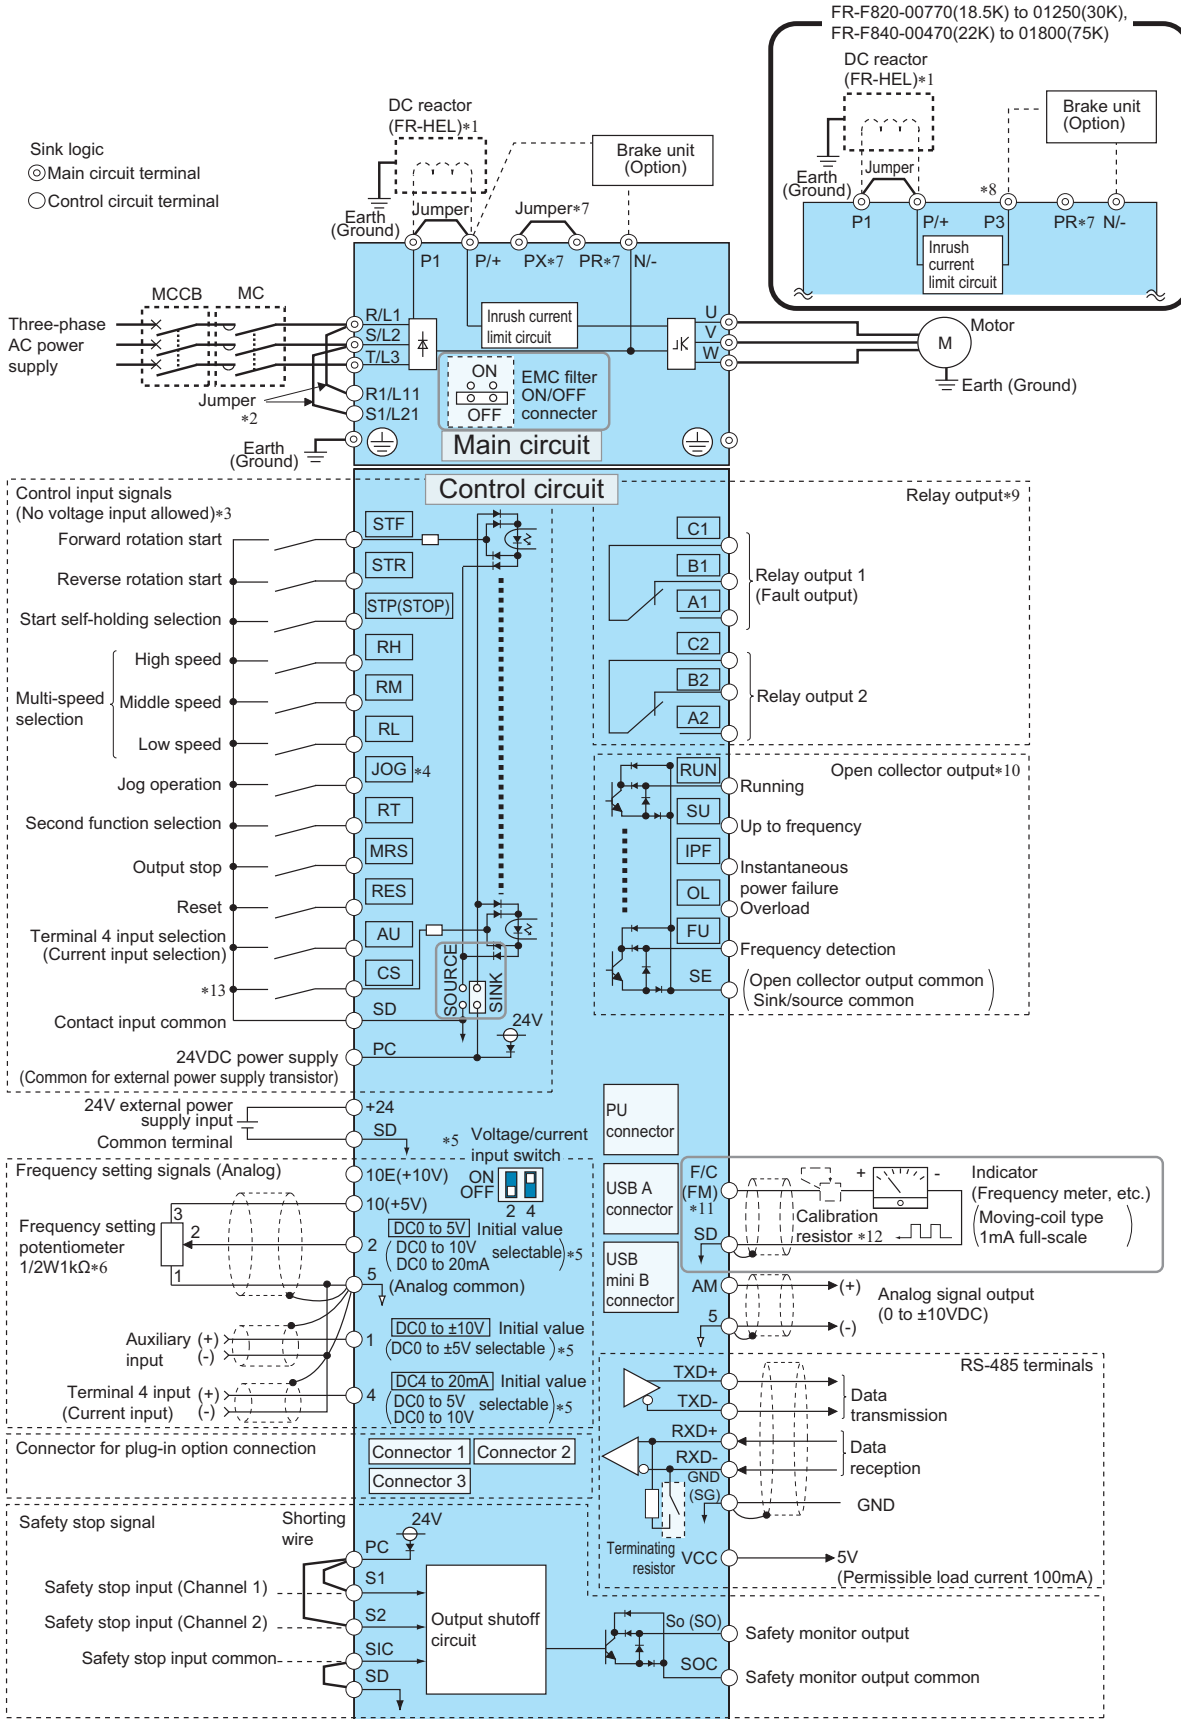 FR-F820-00770(18.5K) to 01250(30K),
FR-F840-00470(22K) to 01800(75K)
DC reactor
(FR-HEL)*1
Brake unit
(Option)
Earth
(Ground)
Jumper
*8
P1
P/+
P3
PR*7
N/-
Inrush
current
limit circuit
Sink logic
Main circuit terminal
Control circuit terminal
DC reactor
(FR-HEL)*1
Brake unit
(Option)
Earth
(Ground)
Jumper
Jumper*7
P1
P/+
PX*7
PR*7
N/-
MCCB
MC
Three-phase
AC power
supply
R/L1
S/L2
T/L3
R1/L11
S1/L21
Jumper
*2
Earth
(Ground)
Inrush current
limit circuit
ON
OFF
EMC filter
ON/OFF
connecter
U
V
W
Motor
M
Earth (Ground)
Main circuit
Control circuit
Control input signals
(No voltage input allowed)*3
Forward rotation start
STF
Reverse rotation start
STR
Start self-holding selection
STP(STOP)
Multi-speed
selection
High speed
RH
Middle speed
RM
Low speed
RL
Jog operation
JOG *4
Second function selection
RT
Output stop
MRS
Reset
RES
Terminal 4 input selection
(Current input selection)
AU
*13
CS
Contact input common
SD
24VDC power supply
(Common for external power supply transistor)
PC
SOURCE
SINK
24V
Relay output*9
C1
B1
A1
Relay output 1
(Fault output)
C2
B2
A2
Relay output 2
Open collector output*10
RUN
Running
SU
Up to frequency
IPF
Instantaneous
power failure
OL
Overload
FU
Frequency detection
SE
Open collector output common
Sink/source common
24V external power
supply input
Common terminal
+24
SD
Frequency setting signals (Analog)
*5
Voltage/current
input switch
ON
OFF
2 4
10E(+10V)
10(+5V)
Frequency setting
potentiometer
1/2W1kΩ*6
3
2
1
2
DC0 to 5V Initial value
(DC0 to 10V
DC0 to 20mA
selectable)*5
5
(Analog common)
Auxiliary
input
(+)
(-)
1
DC0 to ±10V Initial value
(DC0 to ±5V selectable)*5
Terminal 4 input
(Current input)
(+)
(-)
4
DC4 to 20mA Initial value
(DC0 to 5V
DC0 to 10V
selectable)*5
PU
connector
USB A
connector
USB
mini B
connector
F/C
(FM)
*11
SD
+
-
Calibration
resistor *12
Indicator
(Frequency meter, etc.)
(Moving-coil type
1mA full-scale)
AM
5
(+)
(-)
Analog signal output
(0 to ±10VDC)
RS-485 terminals
TXD+
TXD-
Data
transmission
RXD+
RXD-
Data
reception
GND
(SG)
GND
Terminating
resistor
VCC
5V
(Permissible load current 100mA)
Connector for plug-in option connection
Connector 1
Connector 2
Connector 3
Safety stop signal
Shorting
wire
24V
PC
Safety stop input (Channel 1)
S1
Safety stop input (Channel 2)
S2
Safety stop input common
SIC
SD
Output shutoff
circuit
So (SO)
Safety monitor output
SOC
Safety monitor output common